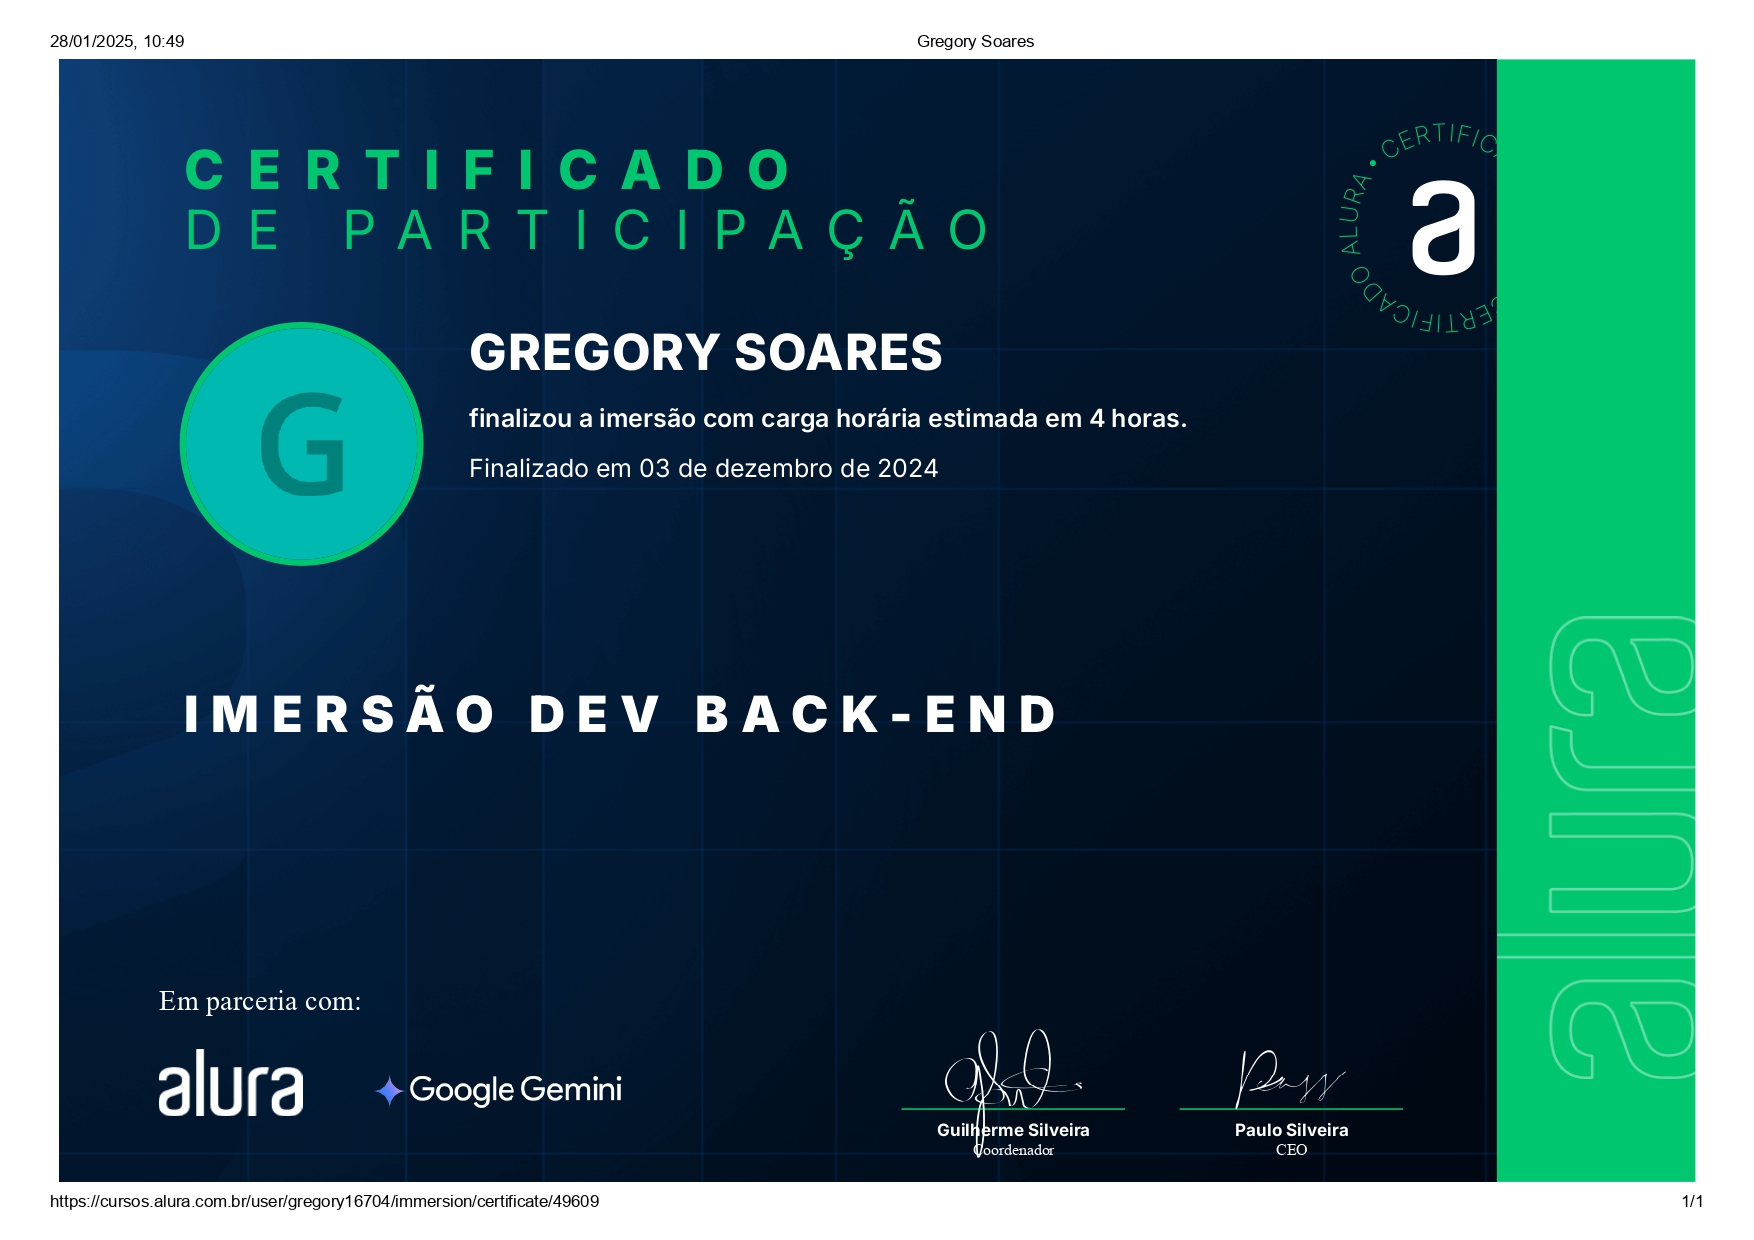 28/01/2025, 10:49
Gregory Soares
CERTIFICADO
DE PARTICIPAÇÃO
CERTIFIC
CERTIFICADO ALURA •
a
G
GREGORY SOARES
finalizou a imersão com carga horária estimada em 4 horas.
Finalizado em 03 de dezembro de 2024
IMERSÃO DEV BACK-END
alura
Em parceria com:
alura
Google Gemini
Guilherme Silveira
Coordenador
Paulo Silveira
CEO
https://cursos.alura.com.br/user/gregory16704/immersion/certificate/49609
1/1